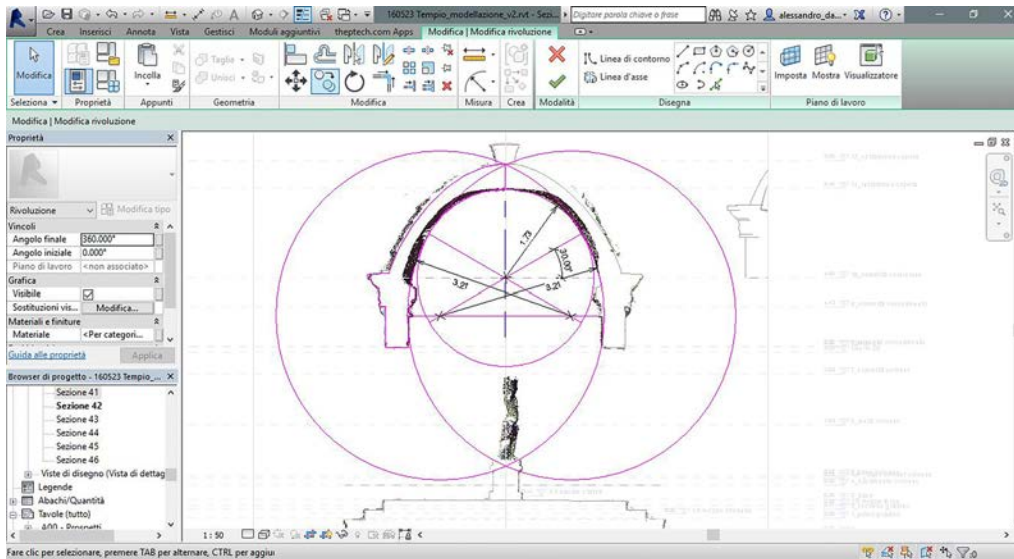 160523 Tempio_modellazione_v2.rvt - Sezi...
Digitare parola chiave o frase
alessandro_da...
Crea Inserisci Annota Vista Gestisci Moduli aggiuntivi theptech.com Apps Modifica | Modifica rivoluzione
Modifica
Incolla
Taglie
Unisci
Linea di contorno
Linea d'asse
Imposta Mostra Visualizzatore
Seleziona Proprietà Appunti Geometria Modifica Misura Crea Modalità Disegna Piano di lavoro
Modifica | Modifica rivoluzione
Proprietà
Rivoluzione
Modifica tipo
Vincoli
Angolo finale 360.000°
Angolo iniziale 0.000°
Piano di lavoro <non associato>
Grafica
Visibile
Sostituzioni vis... Modifica...
Materiali e finiture
Materiale <Per categori...
Guida alle proprietà Applica
Browser di progetto - 160523 Tempio_...
Sezione 41
Sezione 42
Sezione 43
Sezione 44
Sezione 45
Sezione 46
Viste di disegno (Vista di dettag
Legende
Abachi/Quantità
Tavole (tutto)
A00 - Prospetti
1.73
30.00°
3.21
3.21
1 : 50
Fare clic per selezionare, premere TAB per alternare, CTRL per aggiu
:0